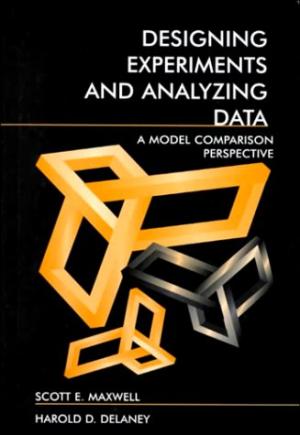 DESIGNING
EXPERIMENTS
AND ANALYZING
DATA
A MODEL COMPARISON
PERSPECTIVE
SCOTT E. MAXWELL
HAROLD D. DELANEY